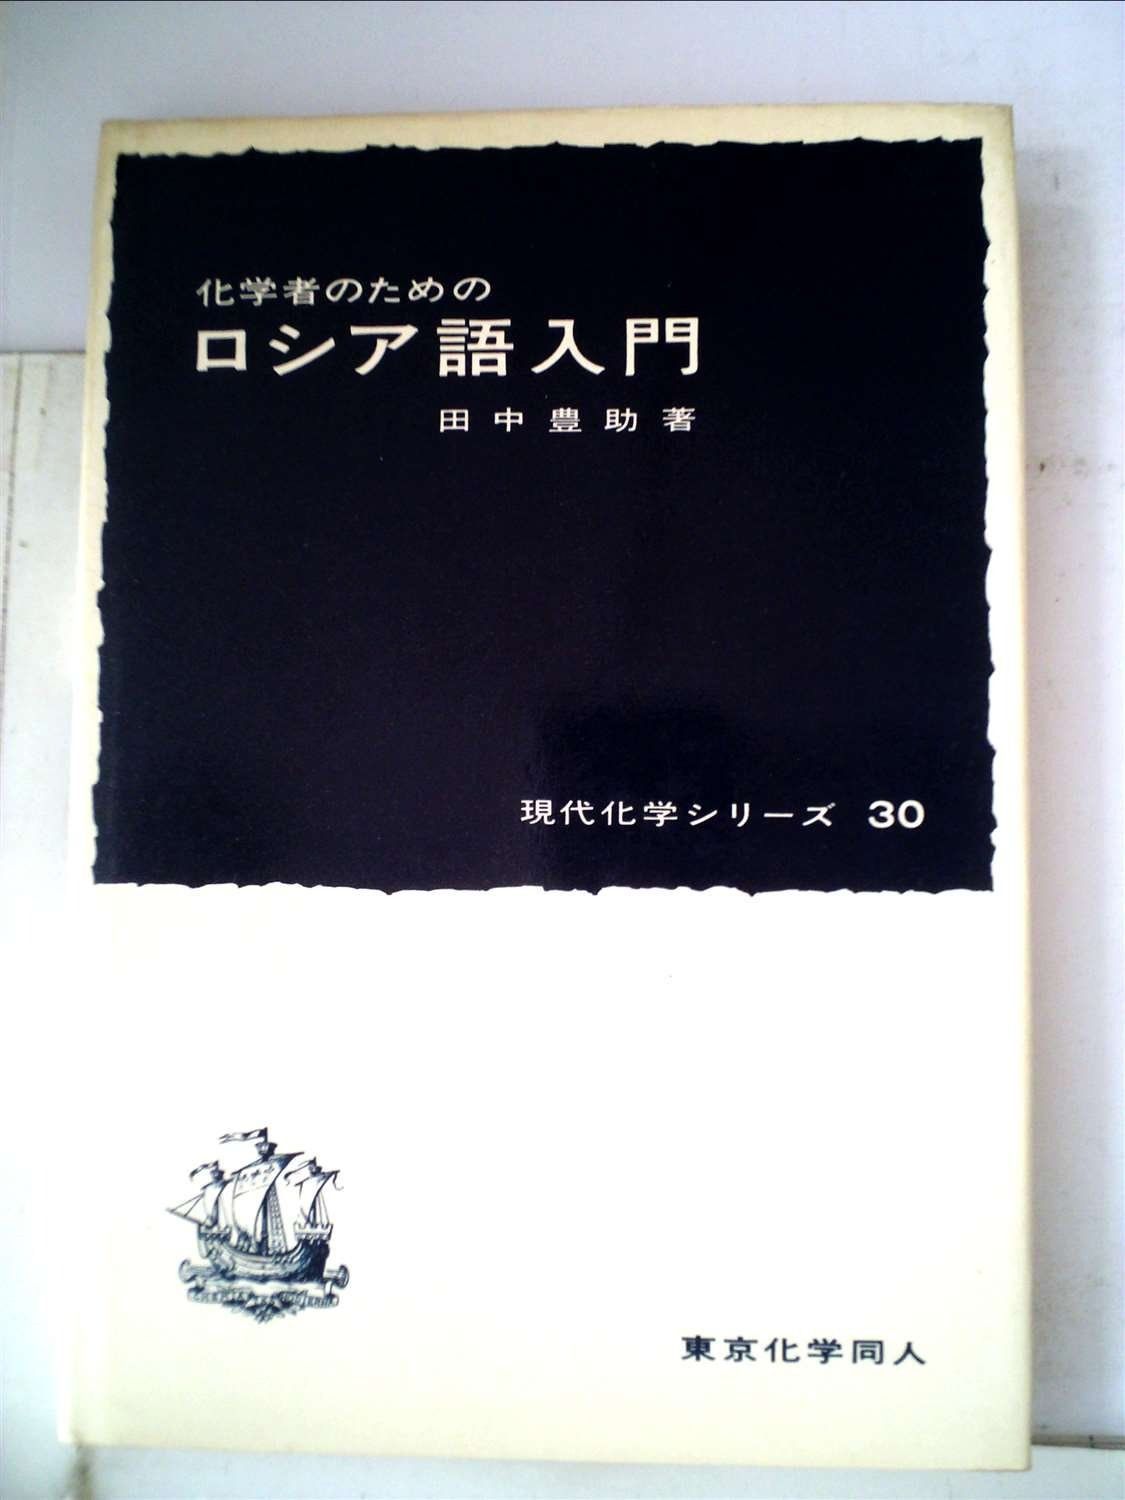 化学者のための
ロシア語入門
田中豊助著
現代化学シリーズ 30
東京化学同人